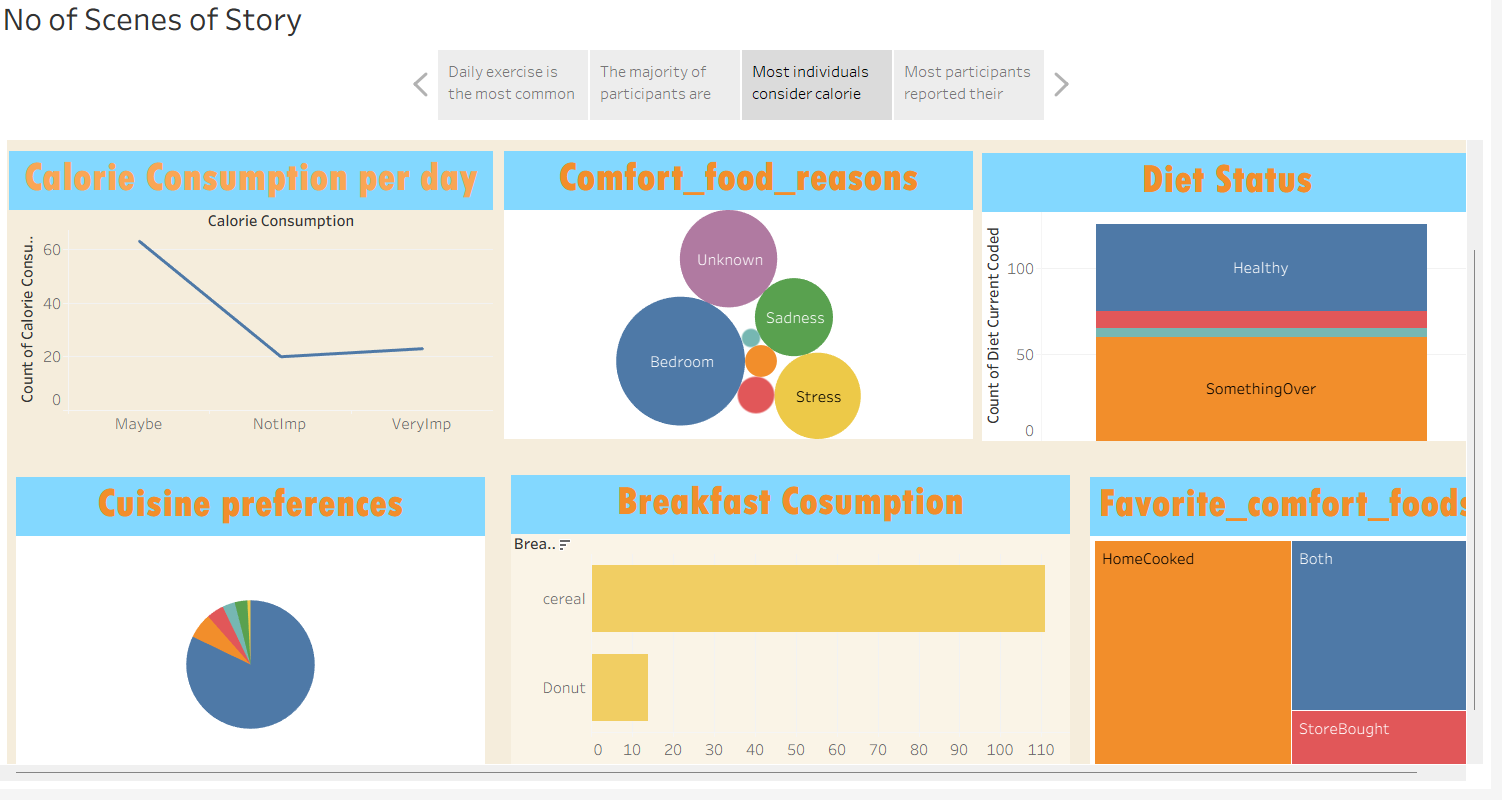 No of Scenes of Story
Daily exercise is
the most common
The majority of
participants are
Most individuals
consider calorie
Most participants
reported their
Calorie Consumption per day
Calorie Consumption
Count of Calorie Consu..
60
40
20
0
Maybe
NotImp
VeryImp
Comfort_food_reasons
Unknown
Sadness
Bedroom
Stress
Diet Status
Count of Diet Current Coded
100
50
0
Healthy
SomethingOver
Cuisine preferences
Breakfast Cosumption
Brea..
cereal
Donut
0 10 20 30 40 50 60 70 80 90 100 110
Favorite_comfort_foods
HomeCooked
Both
StoreBought